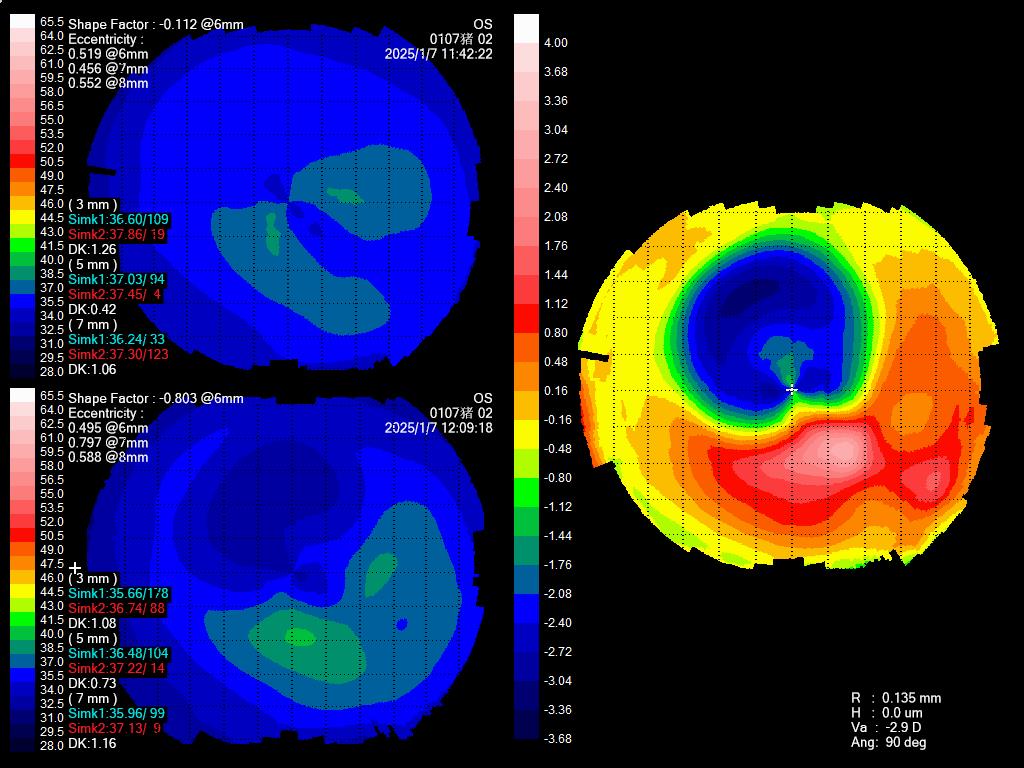 65.5
64.0
62.5
61.0
59.5
58.0
56.5
55.0
53.5
52.0
50.5
49.0
47.5
46.0
44.5
43.0
41.5
40.0
38.5
37.0
35.5
34.0
32.5
31.0
29.5
28.0
Shape Factor : -0.112 @6mm
Eccentricity :
0.519 @6mm
0.456 @7mm
0.552 @8mm
OS
0107猪 02
2025/1/7 11:42:22
( 3 mm )
Simk1:36.60/109
Simk2:37.86/ 19
DK:1.26
( 5 mm )
Simk1:37.03/ 94
Simk2:37.45/ 4
DK:0.42
( 7 mm )
Simk1:36.24/ 33
Simk2:37.30/123
DK:1.06
65.5
64.0
62.5
61.0
59.5
58.0
56.5
55.0
53.5
52.0
50.5
49.0
47.5
46.0
44.5
43.0
41.5
40.0
38.5
37.0
35.5
34.0
32.5
31.0
29.5
28.0
Shape Factor : -0.803 @6mm
Eccentricity :
0.495 @6mm
0.797 @7mm
0.588 @8mm
OS
0107猪 02
2025/1/7 12:09:18
( 3 mm )
Simk1:35.66/178
Simk2:36.74/ 88
DK:1.08
( 5 mm )
Simk1:36.48/104
Simk2:37.22/ 14
DK:0.73
( 7 mm )
Simk1:35.96/ 99
Simk2:37.13/ 9
DK:1.16
4.00
3.68
3.36
3.04
2.72
2.40
2.08
1.76
1.44
1.12
0.80
0.48
0.16
-0.16
-0.48
-0.80
-1.12
-1.44
-1.76
-2.08
-2.40
-2.72
-3.04
-3.36
-3.68
R : 0.135 mm
H : 0.0 um
Va : -2.9 D
Ang: 90 deg